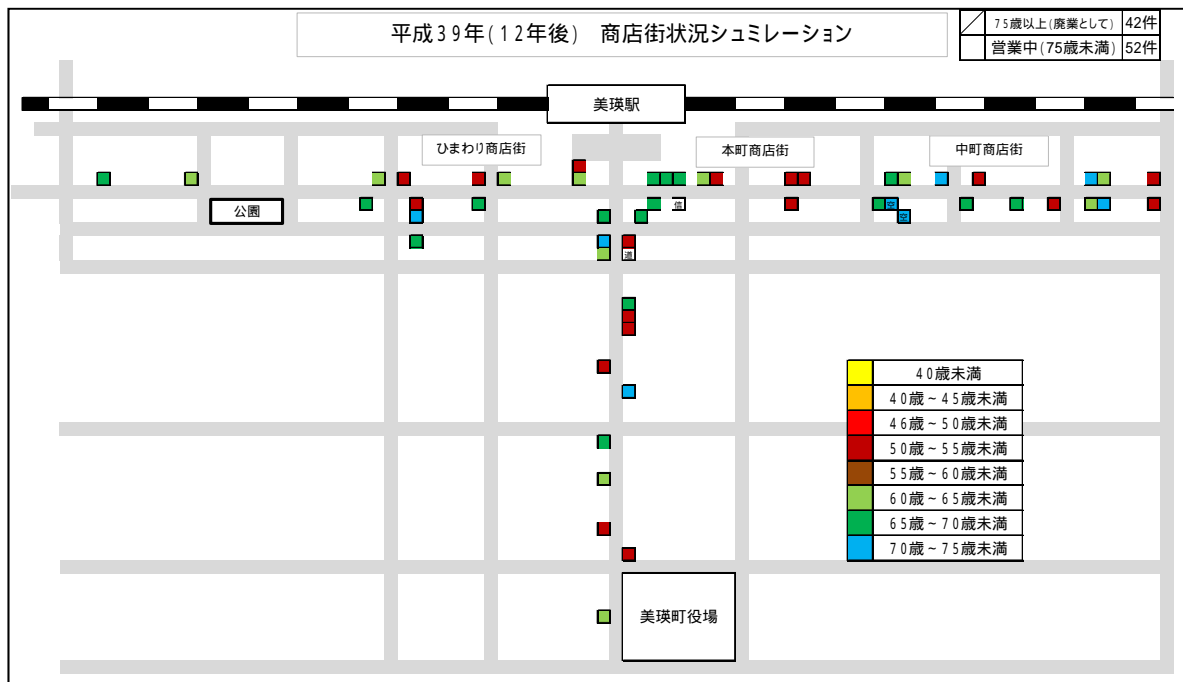 平成39年(12年後)　商店街状況シュミレーション
75歳以上(廃業として) 42件
営業中(75歳未満) 52件
美瑛駅
ひまわり商店街
本町商店街
中町商店街
公園
信
空
空
道
40歳未満
40歳～45歳未満
46歳～50歳未満
50歳～55歳未満
55歳～60歳未満
60歳～65歳未満
65歳～70歳未満
70歳～75歳未満
美瑛町役場